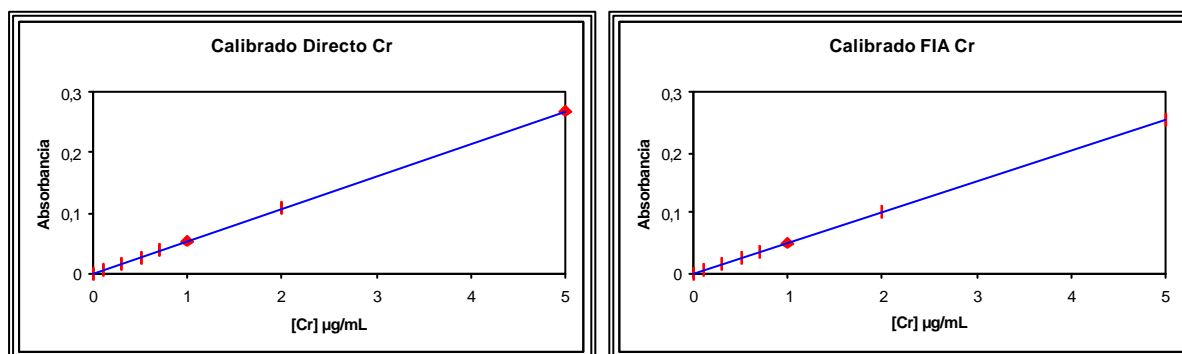 Calibrado Directo Cr
0,3
0,2
0,1
0
Absorbancia
0 1 2 3 4 5
[Cr] µg/mL
Calibrado FIA Cr
0,3
0,2
0,1
0
Absorbancia
0 1 2 3 4 5
[Cr] µg/mL